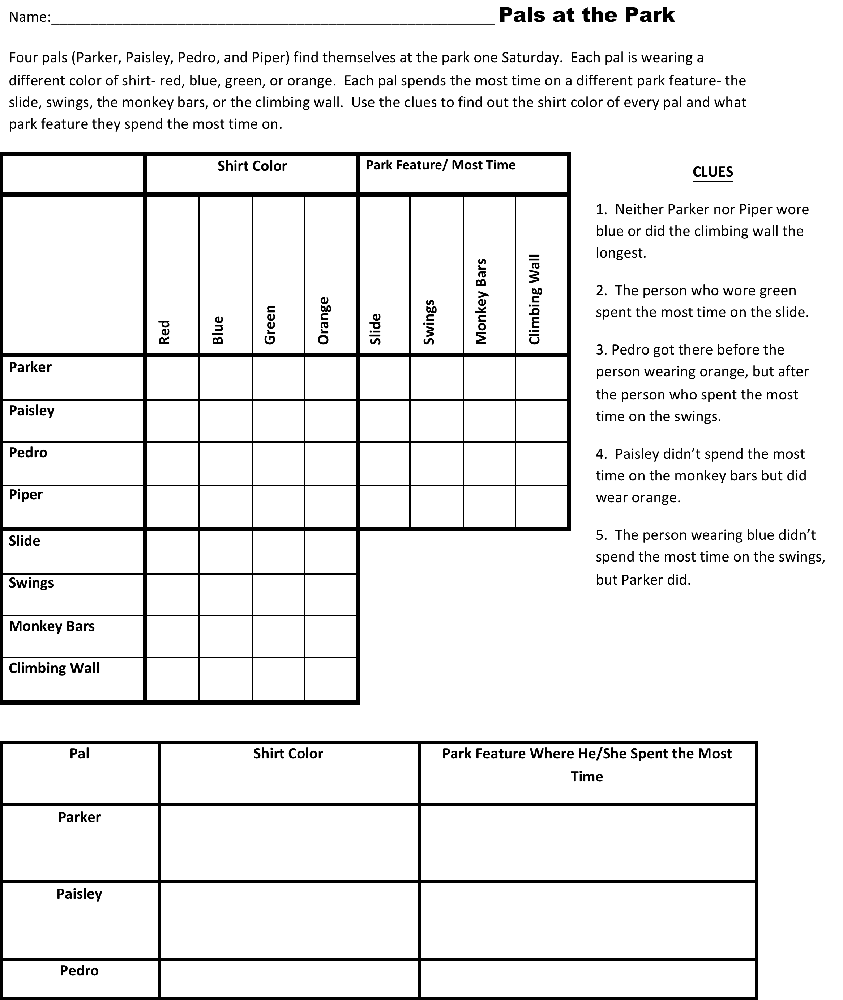 Name:________________________________________________________ Pals at the Park
Four pals (Parker, Paisley, Pedro, and Piper) find themselves at the park one Saturday.  Each pal is wearing a
different color of shirt- red, blue, green, or orange.  Each pal spends the most time on a different park feature- the
slide, swings, the monkey bars, or the climbing wall.  Use the clues to find out the shirt color of every pal and what
park feature they spend the most time on.
Shirt Color
Park Feature/ Most Time
Red
Blue
Green
Orange
Slide
Swings
Monkey Bars
Climbing Wall
Parker
Paisley
Pedro
Piper
Slide
Swings
Monkey Bars
Climbing Wall
CLUES
1.  Neither Parker nor Piper wore
blue or did the climbing wall the
longest.
2.  The person who wore green
spent the most time on the slide.
3. Pedro got there before the
person wearing orange, but after
the person who spent the most
time on the swings.
4.  Paisley didn’t spend the most
time on the monkey bars but did
wear orange.
5.  The person wearing blue didn’t
spend the most time on the swings,
but Parker did.
Pal
Shirt Color
Park Feature Where He/She Spent the Most
Time
Parker
Paisley
Pedro